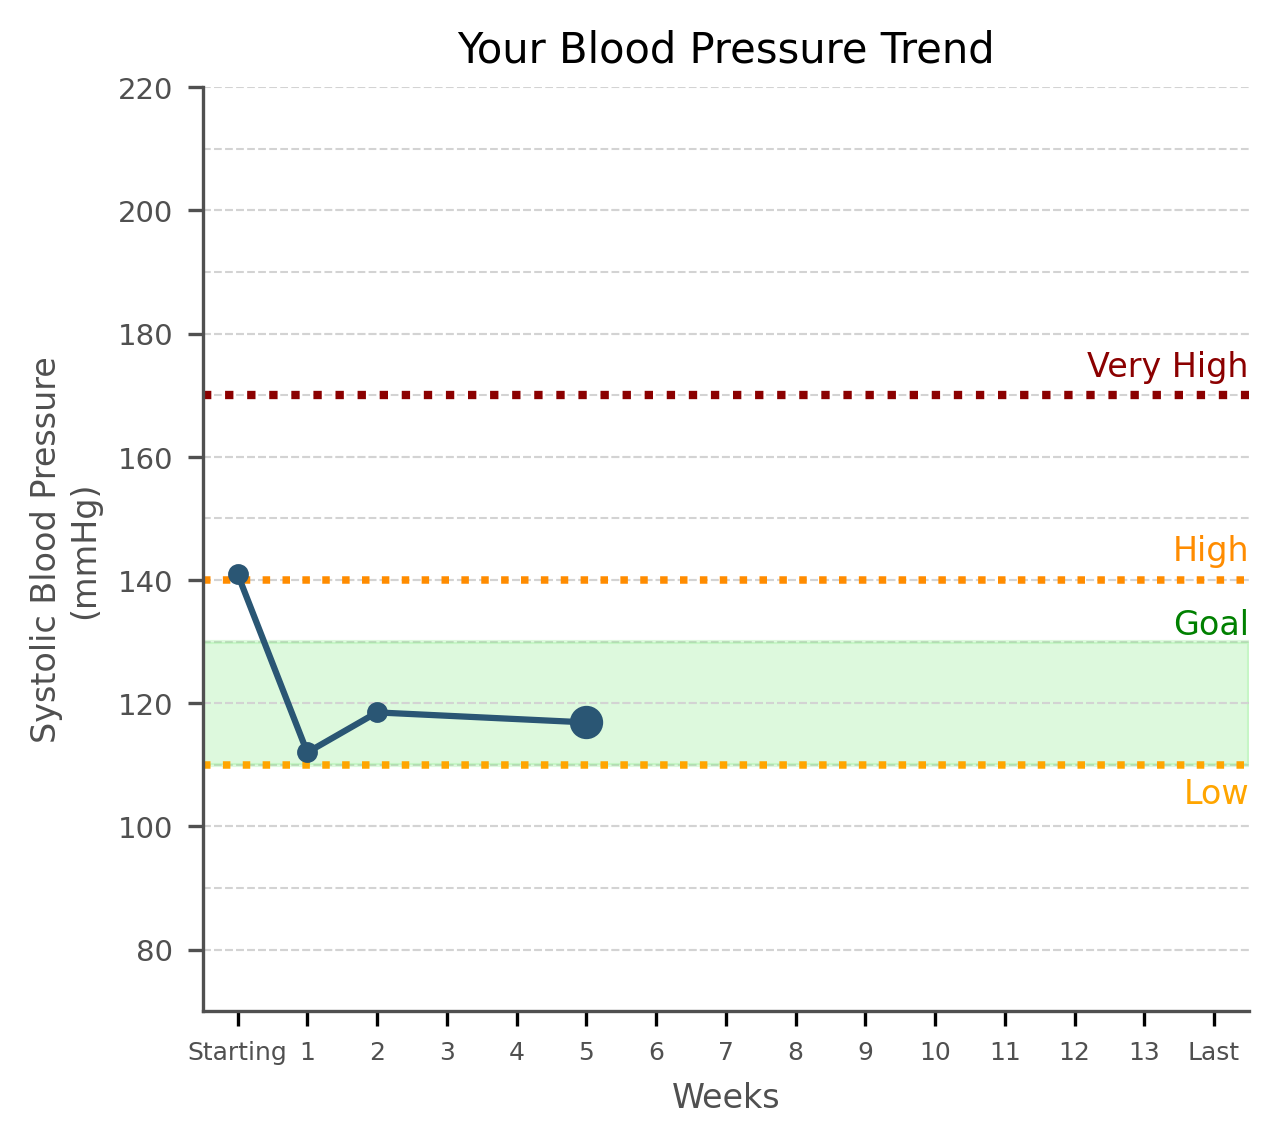 Your Blood Pressure Trend
220
200
180
160
140
120
100
80
Systolic Blood Pressure
(mmHg)
Very High
High
Goal
Low
Starting 1 2 3 4 5 6 7 8 9 10 11 12 13 Last
Weeks